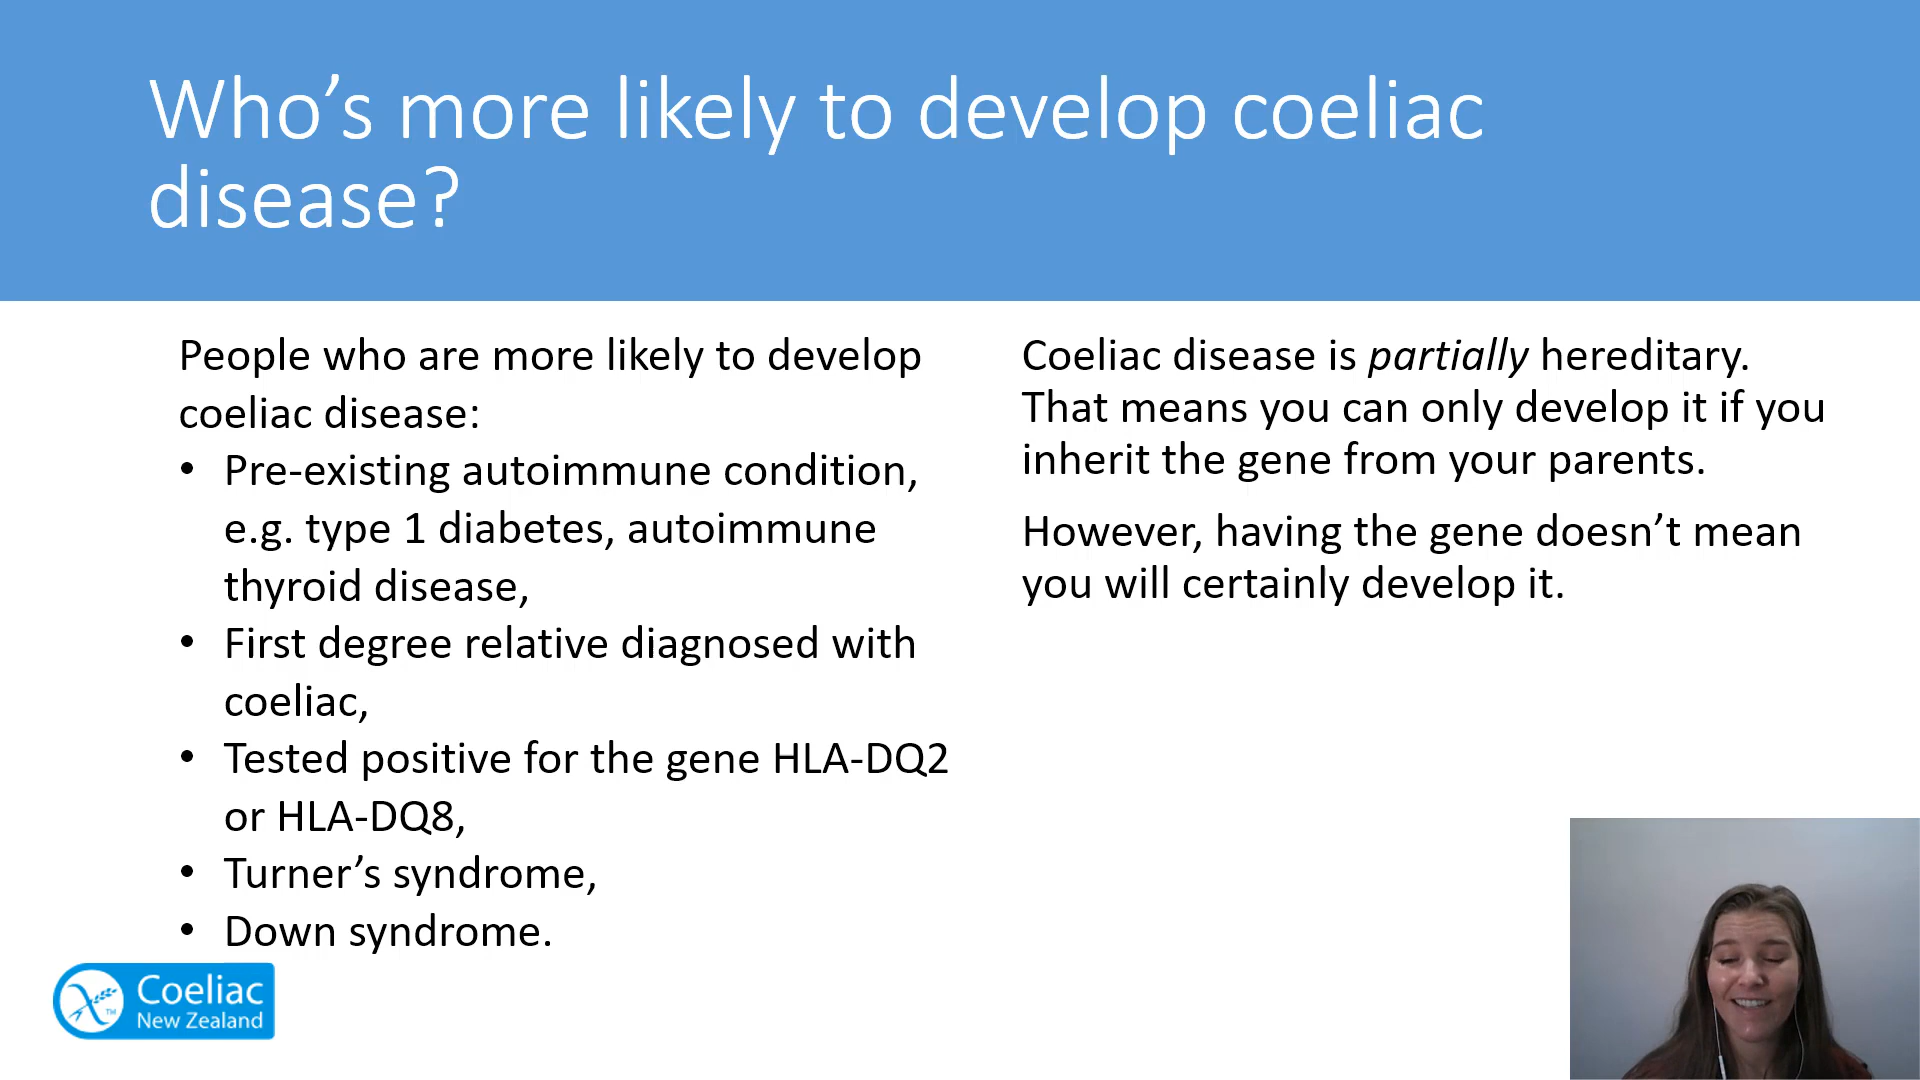 Who’s more likely to develop coeliac
disease?
People who are more likely to develop
coeliac disease:
• Pre-existing autoimmune condition,
e.g. type 1 diabetes, autoimmune
thyroid disease,
• First degree relative diagnosed with
coeliac,
• Tested positive for the gene HLA-DQ2
or HLA-DQ8,
• Turner’s syndrome,
• Down syndrome.
Coeliac disease is partially hereditary.
That means you can only develop it if you
inherit the gene from your parents.
However, having the gene doesn’t mean
you will certainly develop it.
Coeliac
New Zealand
TM